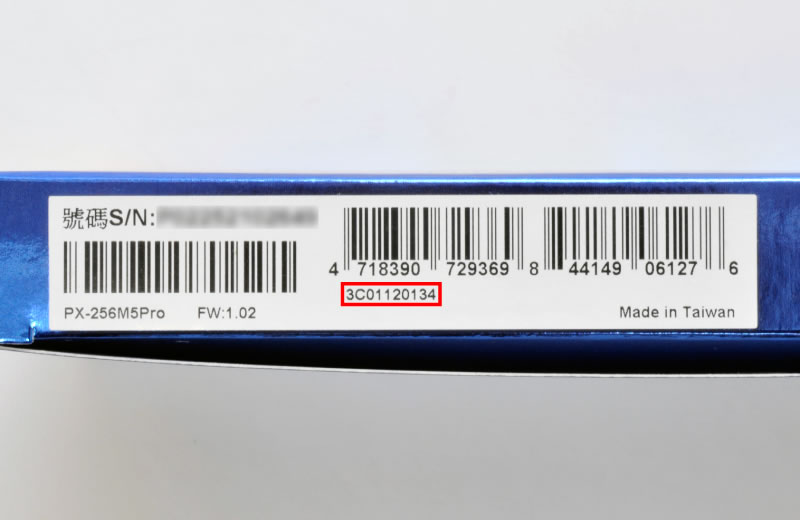 號碼S/N:
PX-256M5Pro FW:1.02
4 718390 729369
3C01120134
8 44149 06127 6
Made in Taiwan